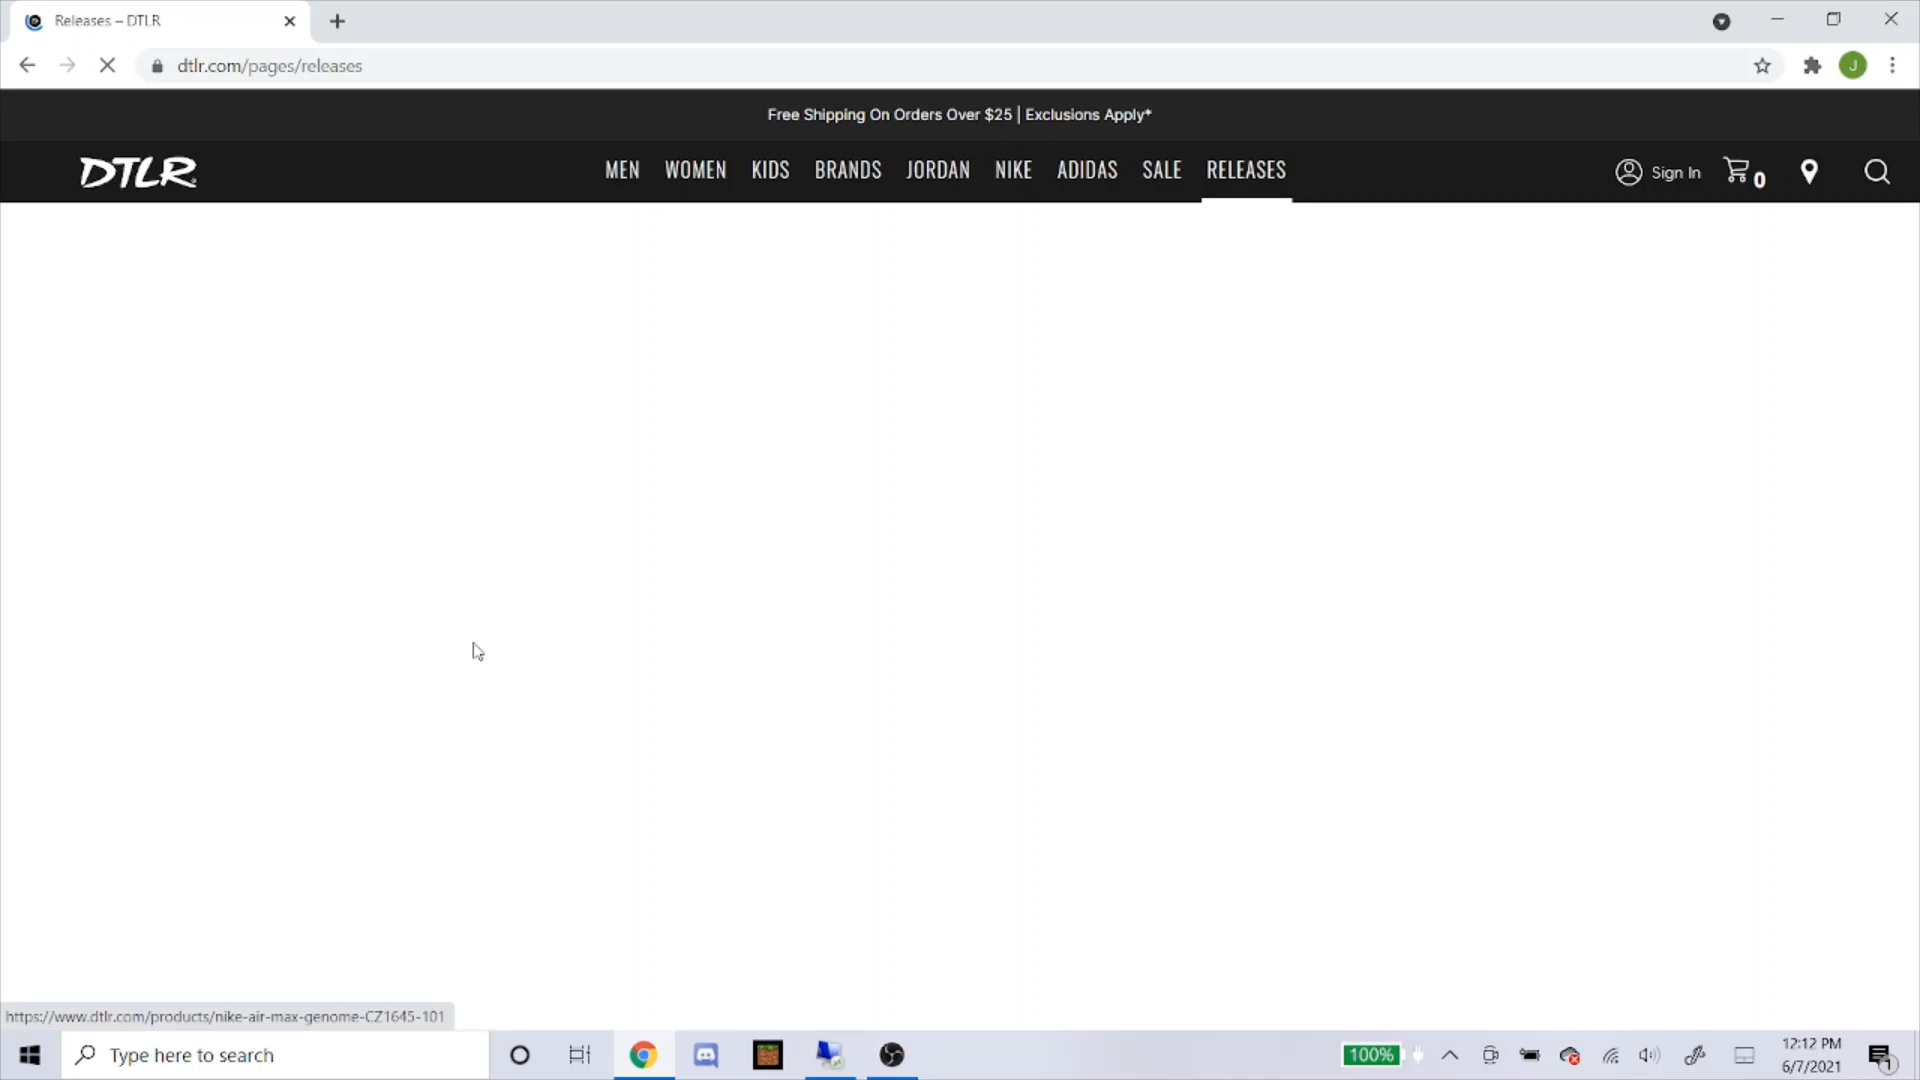 Releases – DTLR
dtlr.com/pages/releases
J
Free Shipping On Orders Over $25 | Exclusions Apply*
DTLR
MEN WOMEN KIDS BRANDS JORDAN NIKE ADIDAS SALE RELEASES
Sign In 0
https://www.dtlr.com/products/nike-air-max-genome-CZ1645-101
Type here to search
100%
12:12 PM
6/7/2021
1